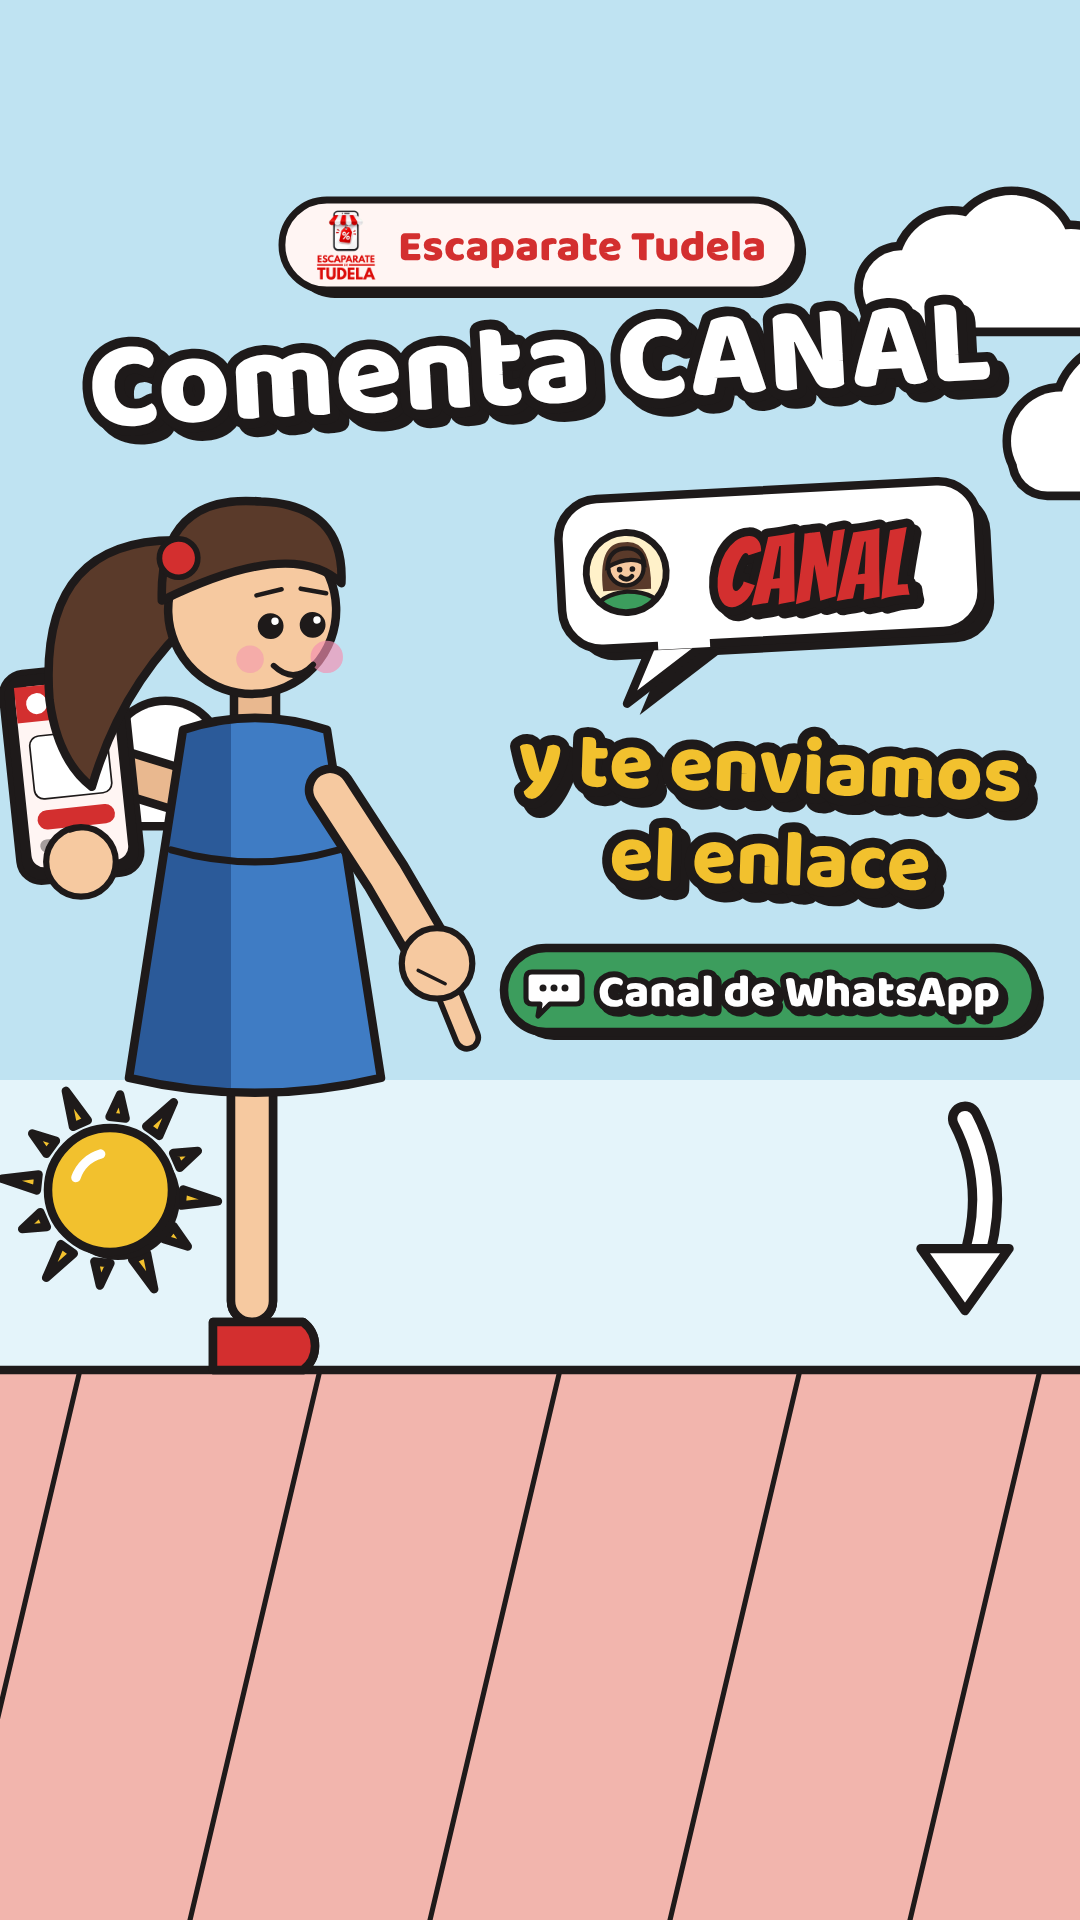 ESCAPARATE
TUDELA
Escaparate Tudela
Comenta CANAL
CANAL
y te enviamos
el enlace
Canal de WhatsApp